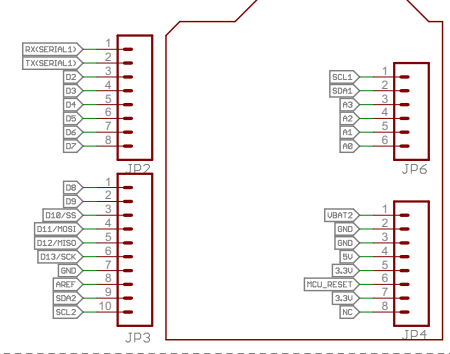 RX(SERIAL1) 1
TX(SERIAL1) 2
D2 3
D3 4
D4 5
D5 6
D6 7
D7 8
JP2
D8 1
D9 2
D10/SS 3
D11/MOSI 4
D12/MISO 5
D13/SCK 6
GND 7
AREF 8
SDA2 9
SCL2 10
JP3
SCL1 1
SDA1 2
A3 3
A2 4
A1 5
A0 6
JP6
VBAT2 1
GND 2
GND 3
5V 4
3.3V 5
MCU_RESET 6
3.3V 7
NC 8
JP4